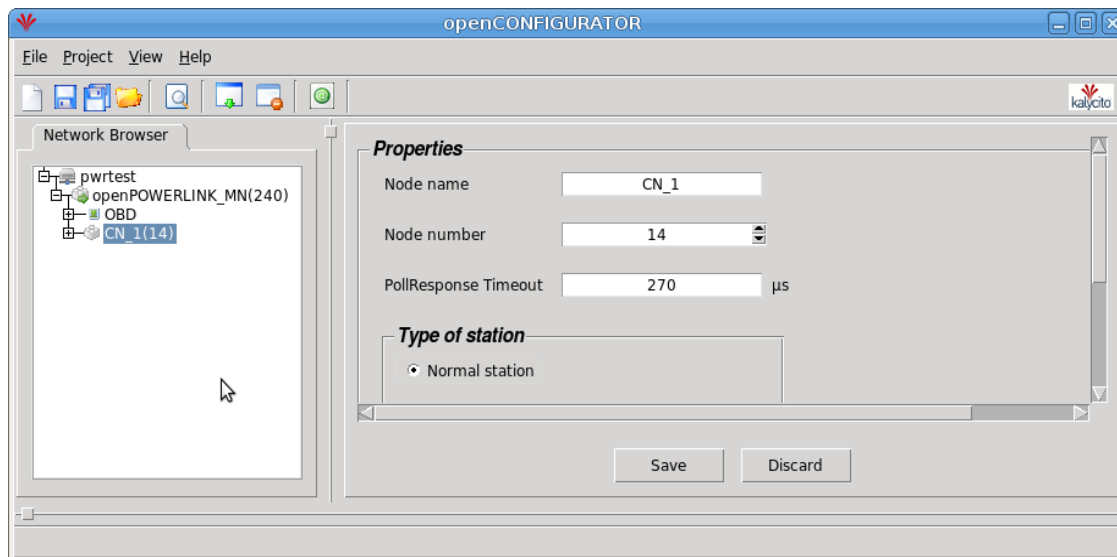 openCONFIGURATOR
File Project View Help
kalycito
Network Browser
pwrtest
openPOWERLINK_MN(240)
OBD
CN_1(14)
Properties
Node name CN_1
Node number 14
PollResponse Timeout 270 µs
Type of station
Normal station
Save Discard